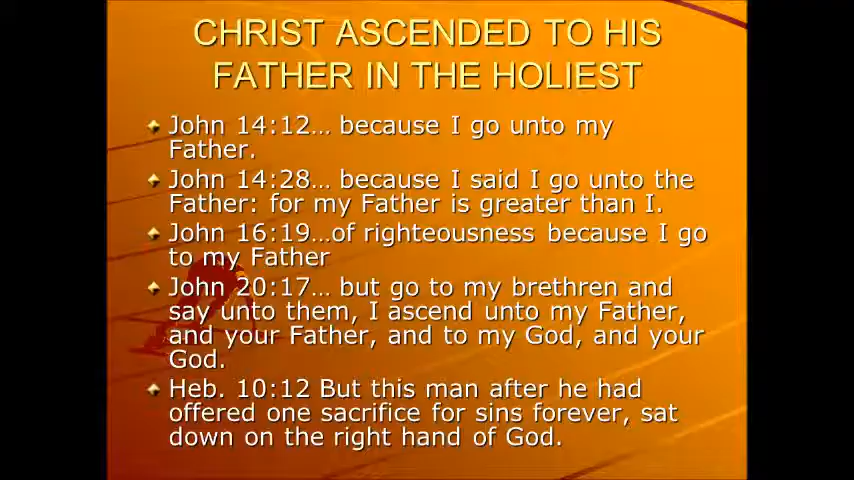 CHRIST ASCENDED TO HIS
FATHER IN THE HOLIEST
John 14:12… because I go unto my
Father.
John 14:28… because I said I go unto the
Father: for my Father is greater than I.
John 16:19…of righteousness because I go
to my Father
John 20:17… but go to my brethren and
say unto them, I ascend unto my Father,
and your Father, and to my God, and your
God.
Heb. 10:12 But this man after he had
offered one sacrifice for sins forever, sat
down on the right hand of God.